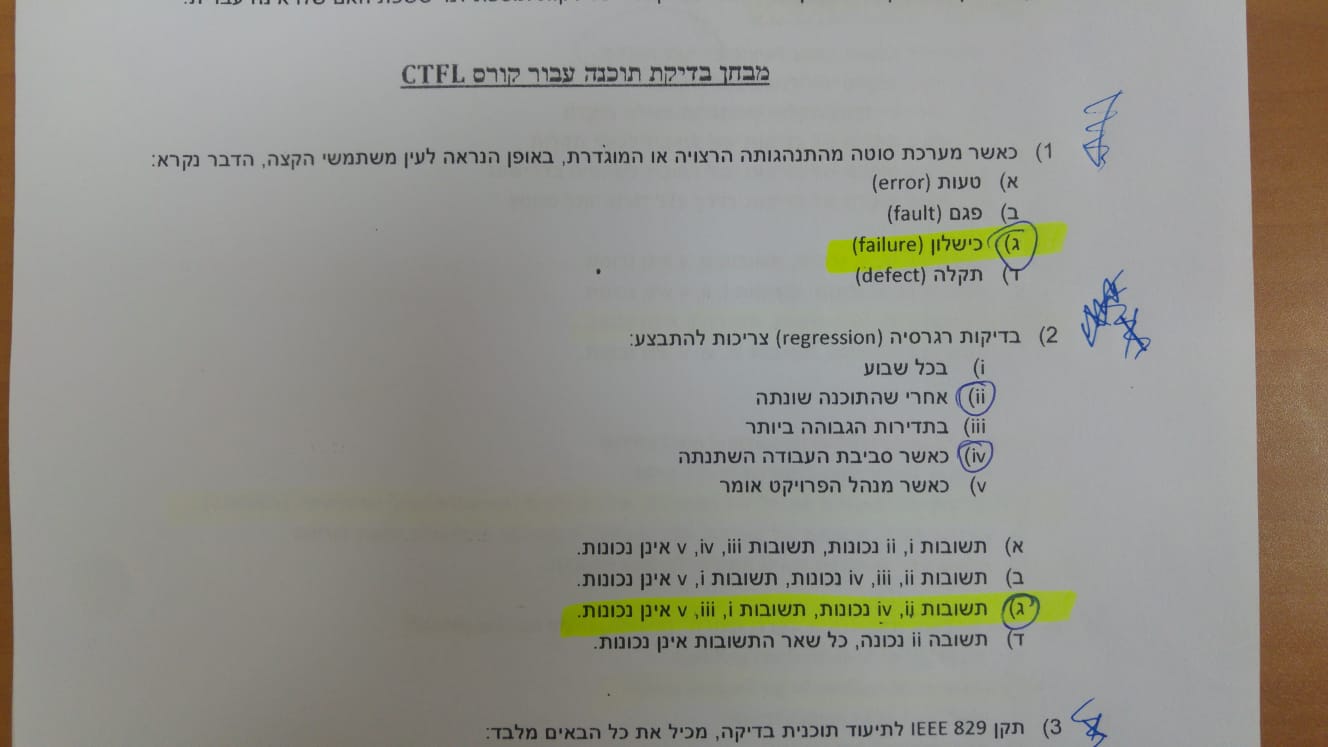 מבחן בדיקת תוכנה עבור קורס CTFL
1) כאשר מערכת סוטה מהתנהגותה הרצויה או המוגדרת, באופן הנראה לעין משתמשי הקצה, הדבר נקרא:
א) טעות (error)
ב) פגם (fault)
ג) כישלון (failure)
ד) תקלה (defect)
2) בדיקות רגרסיה (regression) צריכות להתבצע:
i) בכל שבוע
ii) אחרי שהתוכנה שונתה
iii) בתדירות הגבוהה ביותר
iv) כאשר סביבת העבודה השתנתה
v) כאשר מנהל הפרויקט אומר
א) תשובות i, ii נכונות, תשובות iii, iv, v אינן נכונות.
ב) תשובות ii, iii, iv נכונות, תשובות i, v אינן נכונות.
ג) תשובות ii, iv נכונות, תשובות i, iii, v אינן נכונות.
ד) תשובה ii נכונה, כל שאר התשובות אינן נכונות.
3) תקן IEEE 829 לתיעוד תוכנית בדיקה, מכיל את כל הבאים מלבד: